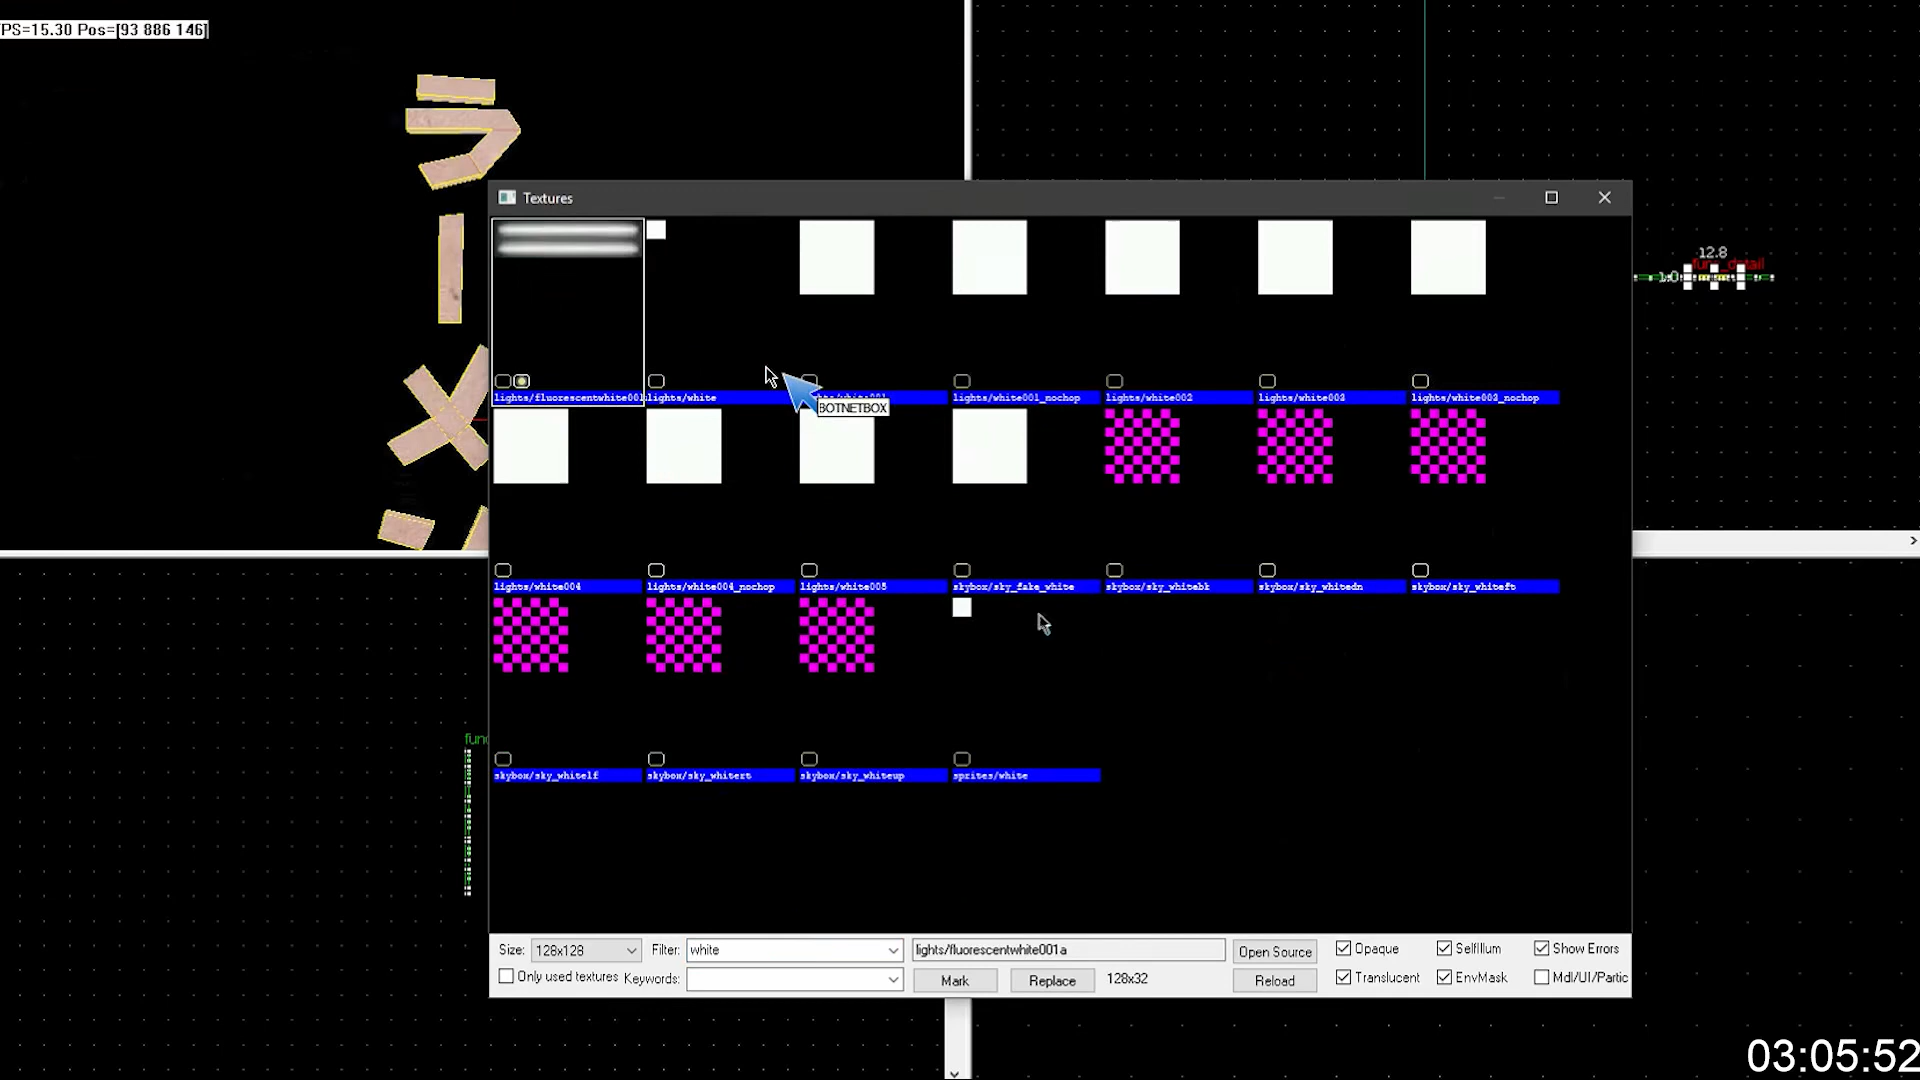 PS=15.30 Pos=[93 886 146]
Textures
12.8
1.0
lights/fluorescentwhite001
lights/white
BOTNETBOX
lights/white001_nochop
lights/white002
lights/white003
lights/white003_nochop
lights/white004
lights/white004_nochop
lights/white005
skybox/sky_fake_white
skybox/sky_whitebk
skybox/sky_whitedn
skybox/sky_whiteft
func
skybox/sky_whitelf
skybox/sky_whitert
skybox/sky_whiteup
sprites/white
Size: 128x128 Filter: white lights/fluorescentwhite001a Open Source Opaque SelfIllum Show Errors
Only used textures Keywords: Mark Replace 128x32 Reload Translucent EnvMask Mdl/UI/Partic
03:05:52